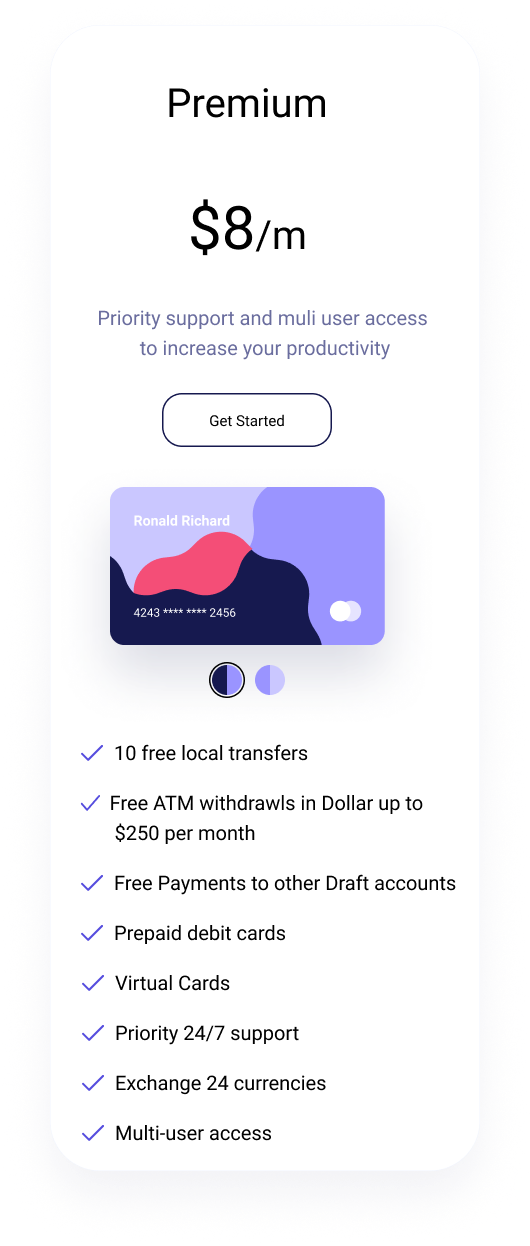 Premium
$8/m
Priority support and muli user access
to increase your productivity
Get Started
Ronald Richard
4243 **** **** 2456
10 free local transfers
Free ATM withdrawls in Dollar up to
$250 per month
Free Payments to other Draft accounts
Prepaid debit cards
Virtual Cards
Priority 24/7 support
Exchange 24 currencies
Multi-user access